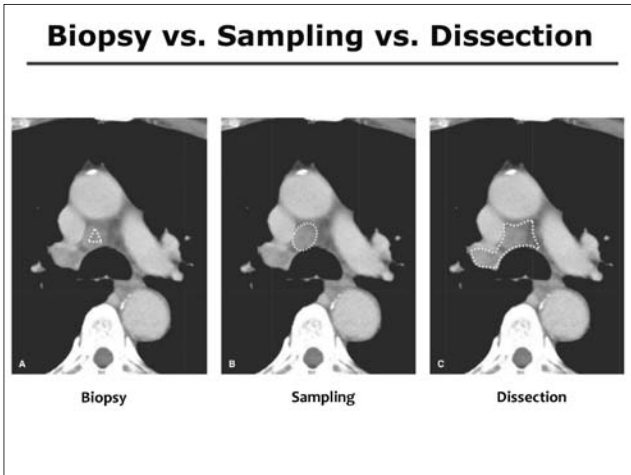 Biopsy vs. Sampling vs. Dissection
A
B
C
Biopsy
Sampling
Dissection